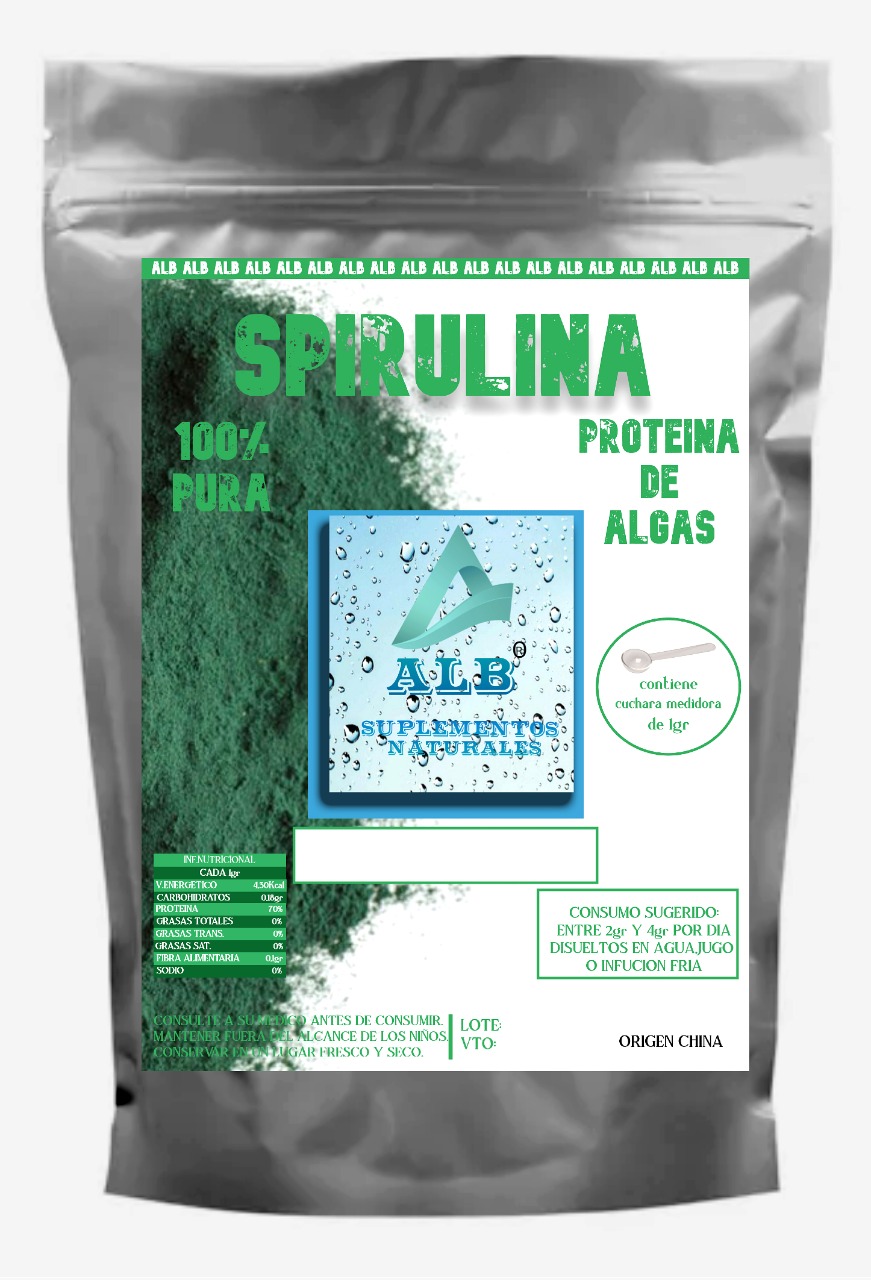 ALB ALB ALB ALB ALB ALB ALB ALB ALB ALB ALB ALB ALB ALB ALB ALB ALB ALB ALB
SPIRULINA
100%
PURA
PROTEINA
DE
ALGAS
ALB®
SUPLEMENTOS
NATURALES
contiene
cuchara medidora
de 1gr
INF.NUTRICIONAL
CADA 1gr
V.ENERGETICO 4,50Kcal
CARBOHIDRATOS 0,18gr
PROTEINA 70%
GRASAS TOTALES 0%
GRASAS TRANS. 0%
GRASAS SAT. 0%
FIBRA ALIMENTARIA 0,1gr
SODIO 0%
CONSUMO SUGERIDO:
ENTRE 2gr Y 4gr POR DIA
DISUELTOS EN AGUA,JUGO
O INFUCION FRIA
CONSULTE A SU MEDICO ANTES DE CONSUMIR.
MANTENER FUERA DEL ALCANCE DE LOS NIÑOS.
CONSERVAR EN UN LUGAR FRESCO Y SECO.
LOTE:
VTO:
ORIGEN CHINA